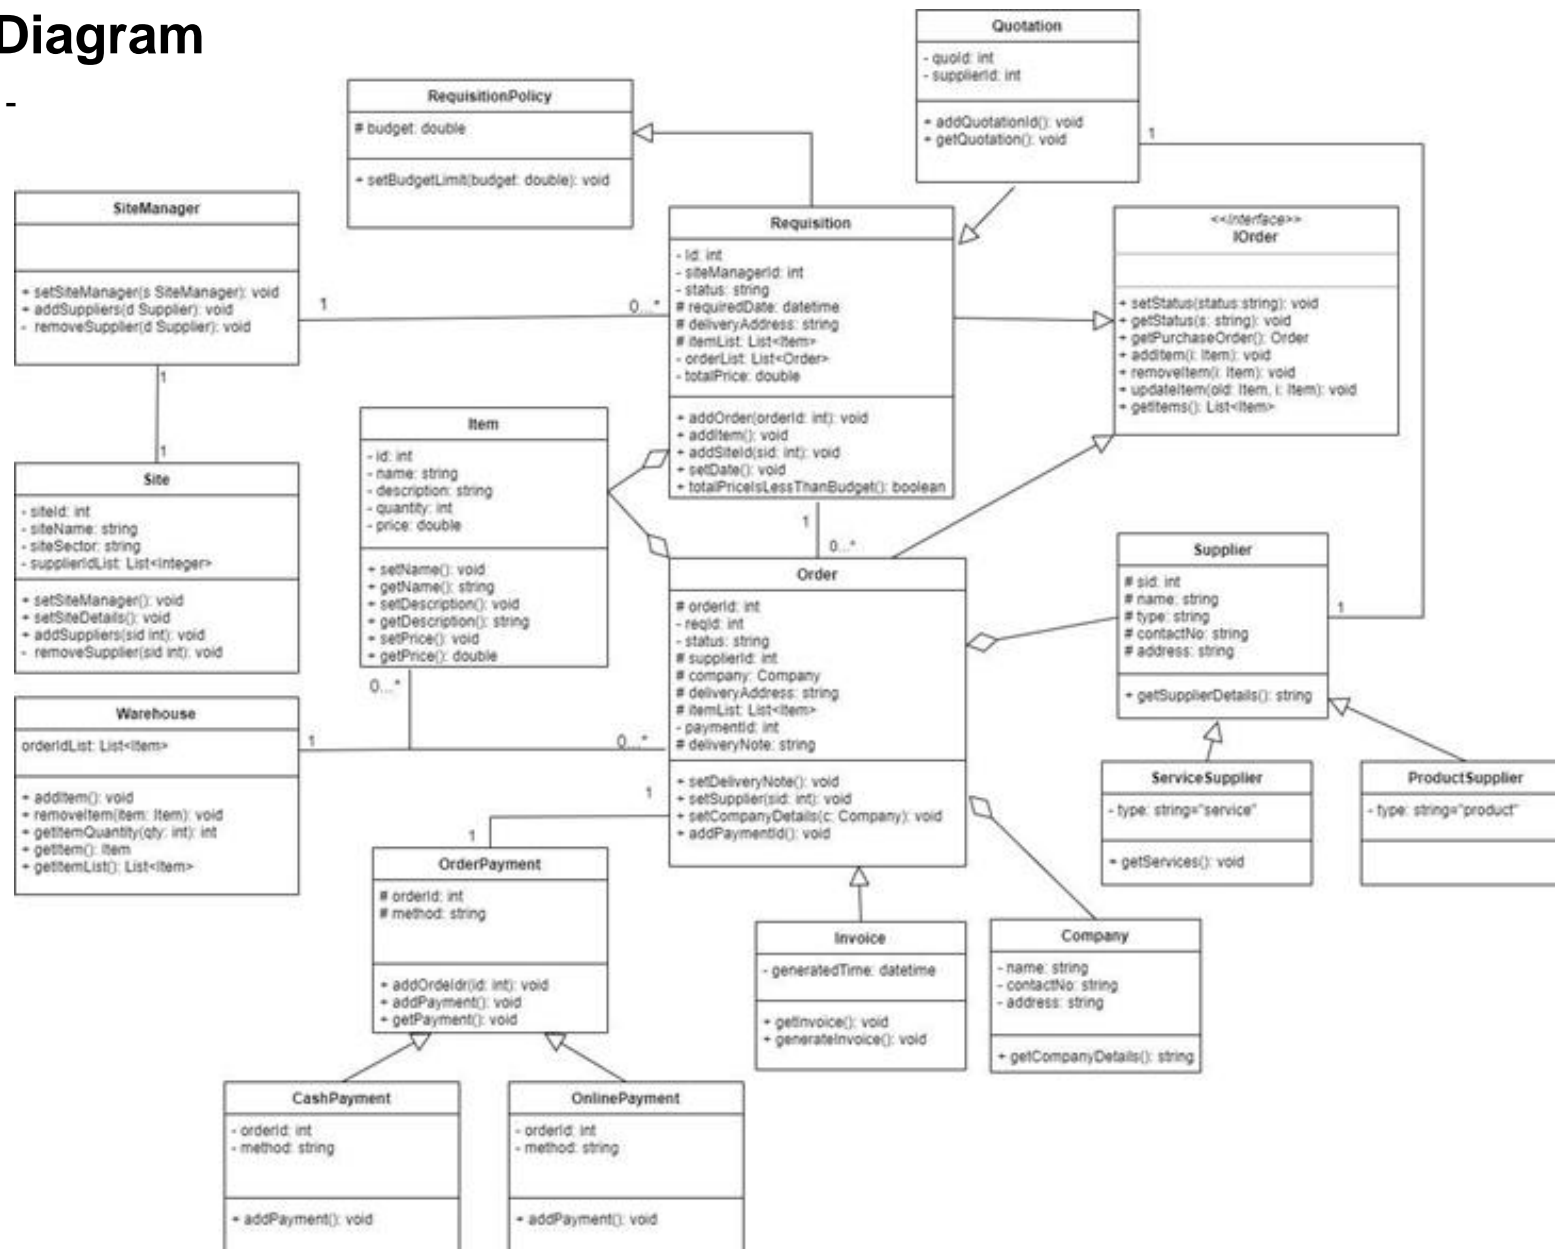 Diagram
-
Quotation
- quoId: int
- supplierId: int
+ addQuotationId(): void
+ getQuotation(): void
1
RequisitionPolicy
# budget: double
+ setBudgetLimit(budget: double): void
SiteManager
+ setSiteManager(s SiteManager): void
+ addSuppliers(d Supplier): void
- removeSupplier(d Supplier): void
1
0...*
Requisition
- Id: int
- siteManagerId: int
- status: string
# requiredDate: datetime
# deliveryAddress: string
# itemList: List<Item>
- orderList: List<Order>
- totalPrice: double
+ addOrder(orderId: int): void
+ addItem(): void
+ addSiteId(sid: int): void
+ setDate(): void
+ totalPriceIsLessThanBudget(): boolean
<<Interface>>
IOrder
+ setStatus(status:string): void
+ getStatus(s: string): void
+ getPurchaseOrder(): Order
+ addItem(i: Item): void
+ removeItem(i: Item): void
+ updateItem(old: Item, i: Item): void
+ getItems(): List<Item>
1
1
Site
- siteId: int
- siteName: string
- siteSector: string
- supplierIdList: List<Integer>
+ setSiteManager(): void
+ setSiteDetails(): void
+ addSuppliers(sid int): void
- removeSupplier(sid int): void
Item
- id: int
- name: string
- description: string
- quantity: int
- price: double
+ setName(): void
+ getName(): string
+ setDescription(): void
+ getDescription(): string
+ setPrice(): void
+ getPrice(): double
0...*
1
0...*
Order
# orderId: int
- reqId: int
- status: string
# supplierId: int
# company: Company
# deliveryAddress: string
# itemList: List<Item>
- paymentId: int
# deliveryNote: string
+ setDeliveryNote(): void
+ setSupplier(sid: int): void
+ setCompanyDetails(c: Company): void
+ addPaymentId(): void
Supplier
# sid: int
# name: string
# type: string
# contactNo: string
# address: string
+ getSupplierDetails(): string
1
Warehouse
orderIdList: List<Item>
+ addItem(): void
+ removeItem(item: Item): void
+ getItemQuantity(qty: int): int
+ getItem(): Item
+ getItemList(): List<Item>
1
0...*
ServiceSupplier
- type: string="service"
+ getServices(): void
ProductSupplier
- type: string="product"
1
1
OrderPayment
# orderId: int
# method: string
+ addOrdeIdr(id: int): void
+ addPayment(): void
+ getPayment(): void
Invoice
- generatedTime: datetime
+ getInvoice(): void
+ generateInvoice(): void
Company
- name: string
- contactNo: string
- address: string
+ getCompanyDetails(): string
CashPayment
- orderId: int
- method: string
+ addPayment(): void
OnlinePayment
- orderId: int
- method: string
+ addPayment(): void